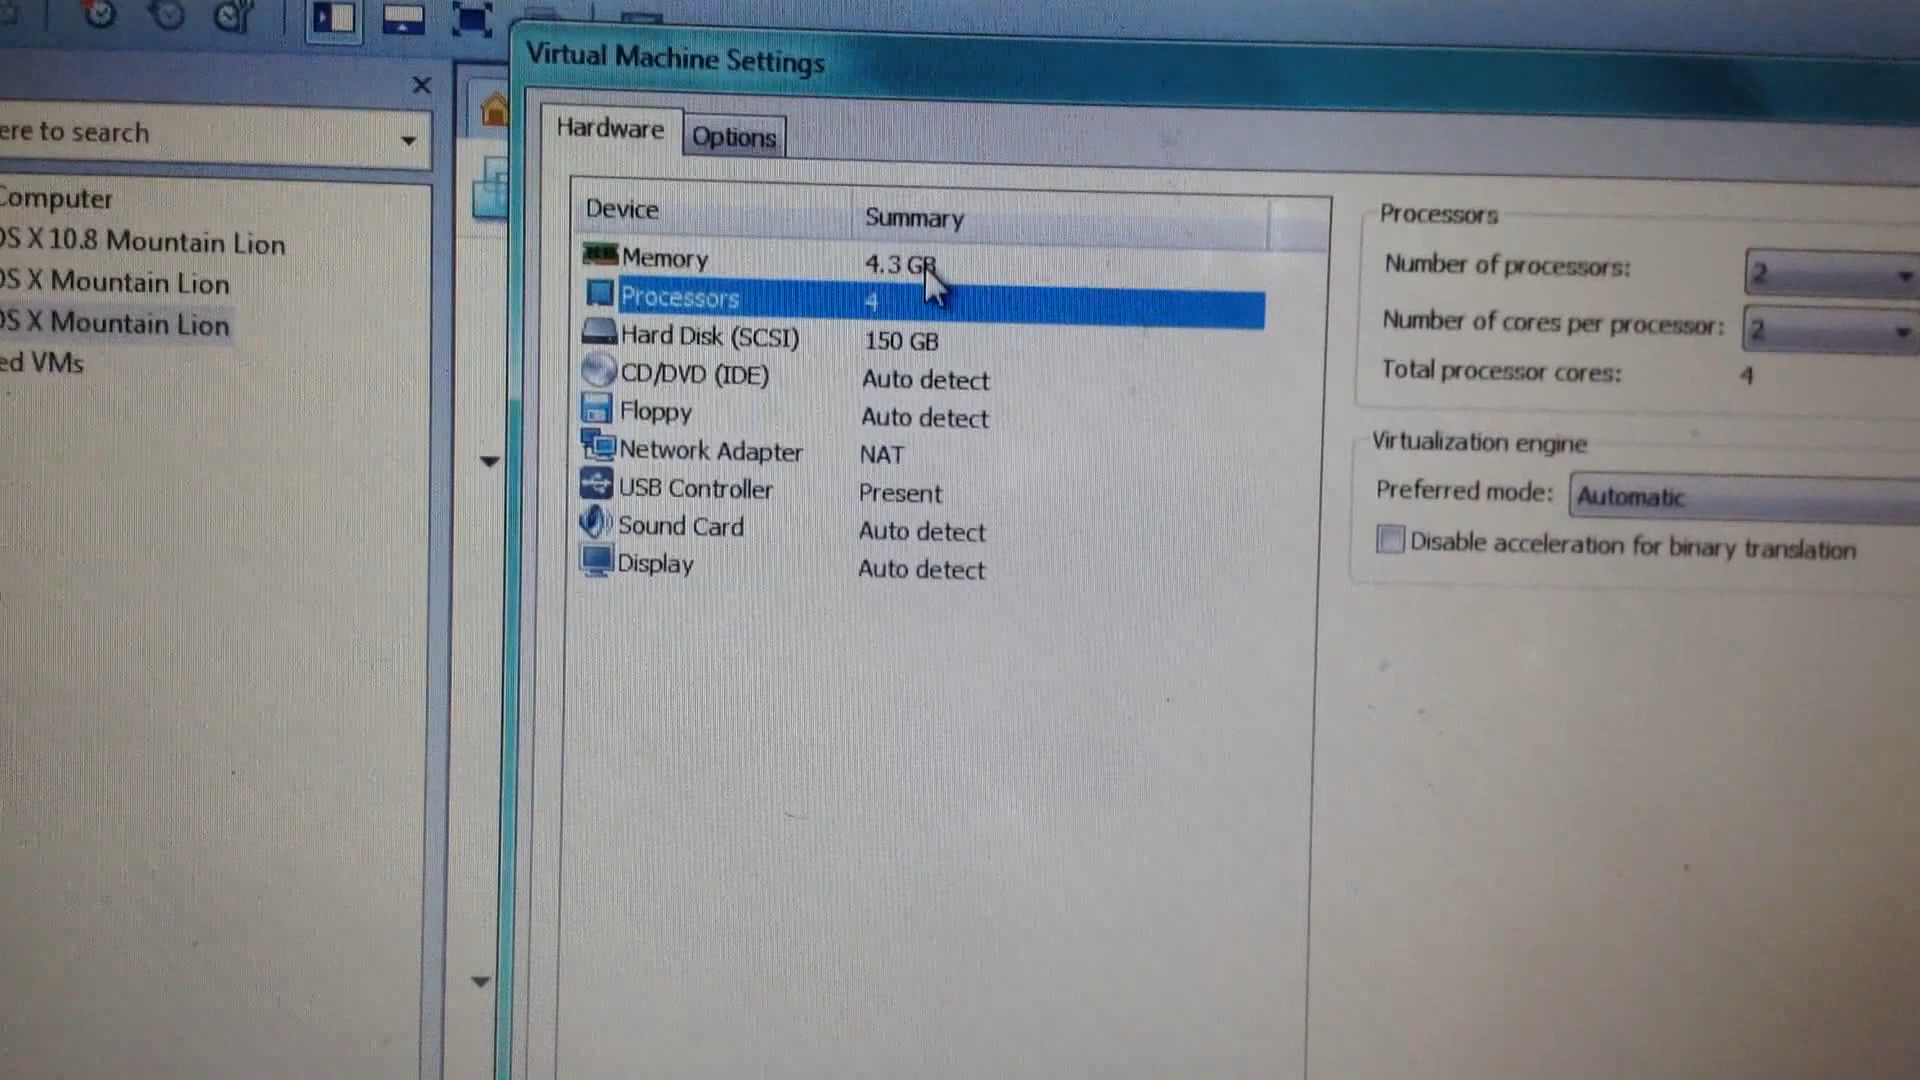 Virtual Machine Settings
Hardware
Options
ere to search
Computer
OS X 10.8 Mountain Lion
OS X Mountain Lion
OS X Mountain Lion
ed VMs
Device Summary
Memory 4.3 GB
Processors 4
Hard Disk (SCSI) 150 GB
CD/DVD (IDE) Auto detect
Floppy Auto detect
Network Adapter NAT
USB Controller Present
Sound Card Auto detect
Display Auto detect
Processors
Number of processors: 2
Number of cores per processor: 2
Total processor cores: 4
Virtualization engine
Preferred mode: Automatic
Disable acceleration for binary translation